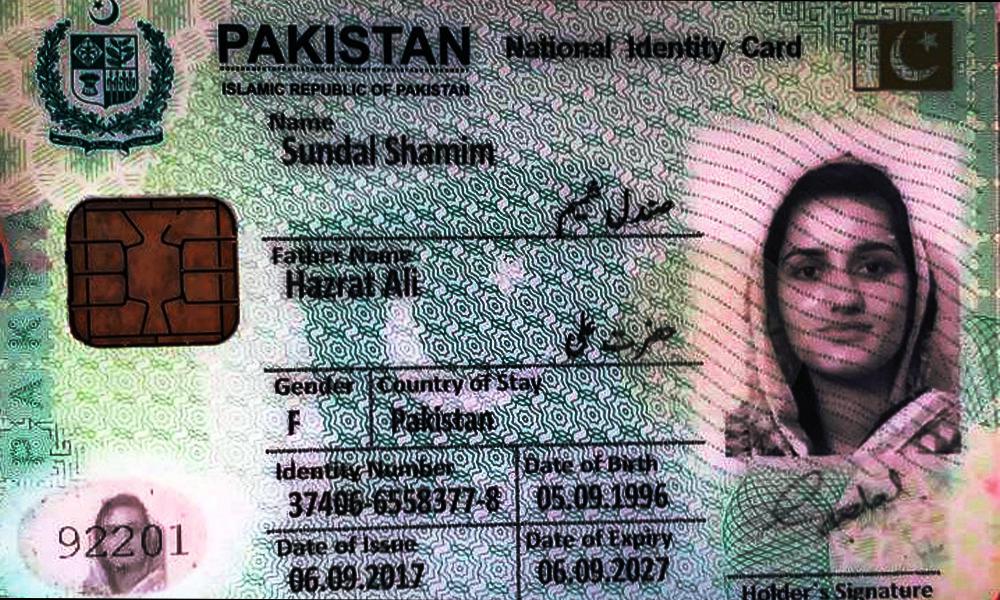 PAKISTAN National Identity Card
ISLAMIC REPUBLIC OF PAKISTAN
Name
Sundal Shamim
صندل شمیم
Father Name
Hazrat Ali
حضرت علی
Gender Country of Stay
F Pakistan
Identity Number Date of Birth
37406-6558377-8 05.09.1996
Date of Issue Date of Expiry
06.09.2017 06.09.2027
92201
Holder's Signature